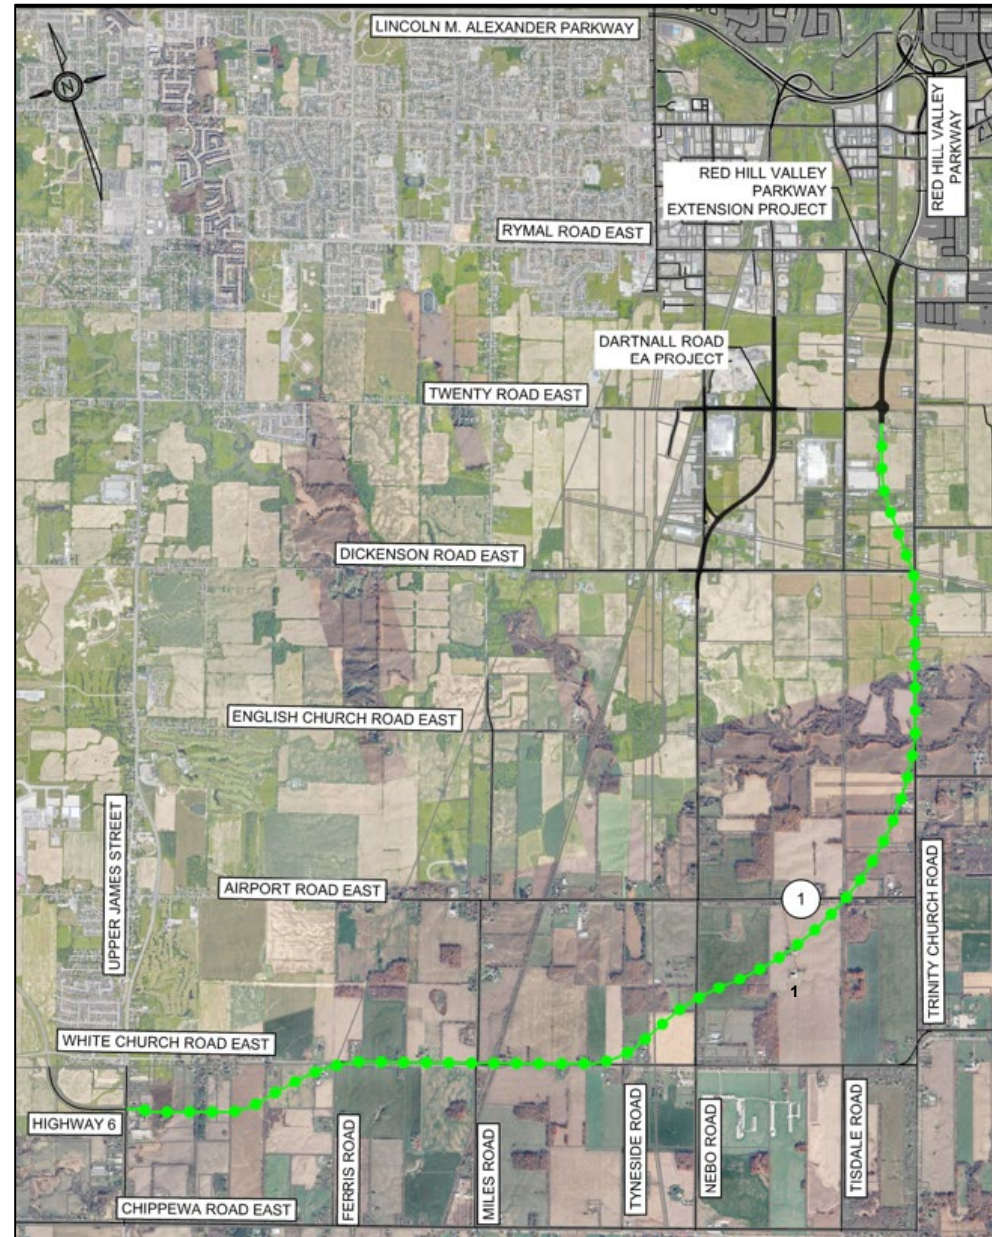 LINCOLN M. ALEXANDER PARKWAY
N
RED HILL VALLEY
PARKWAY
RED HILL VALLEY
PARKWAY
EXTENSION PROJECT
RYMAL ROAD EAST
DARTNALL ROAD
EA PROJECT
TWENTY ROAD EAST
DICKENSON ROAD EAST
ENGLISH CHURCH ROAD EAST
UPPER JAMES STREET
AIRPORT ROAD EAST
1
TRINITY CHURCH ROAD
1
WHITE CHURCH ROAD EAST
HIGHWAY 6
FERRIS ROAD
MILES ROAD
TYNESIDE ROAD
NEBO ROAD
TISDALE ROAD
CHIPPEWA ROAD EAST